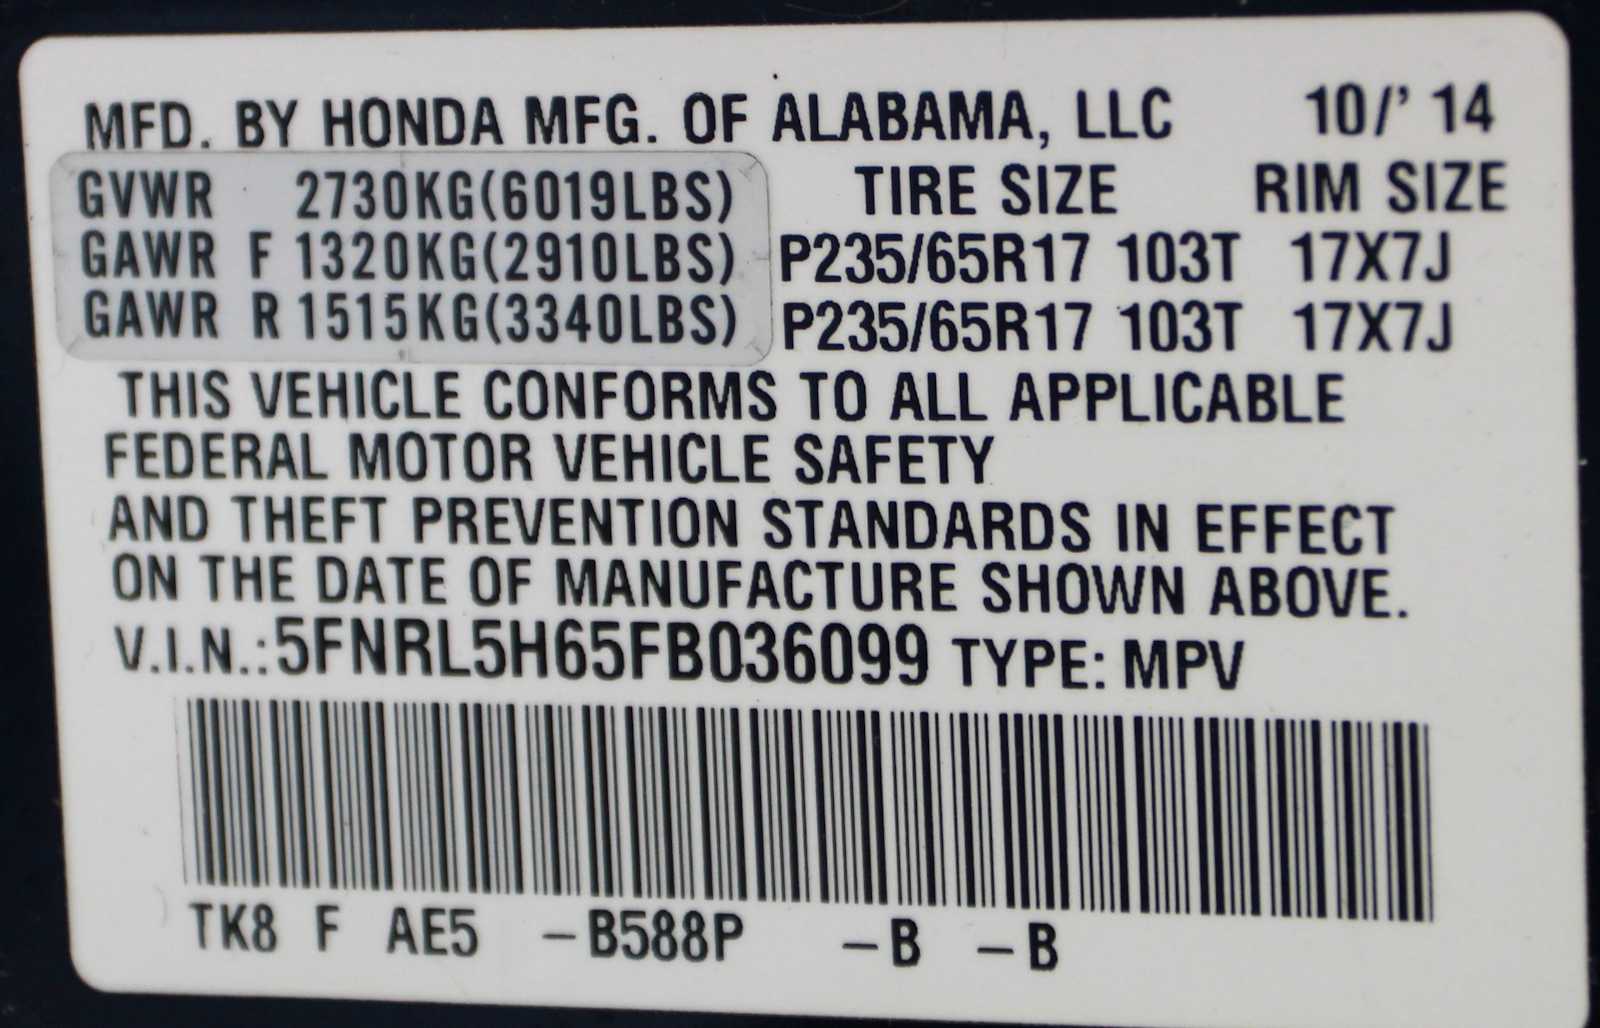 MFD. BY HONDA MFG. OF ALABAMA, LLC 10/' 14
GVWR 2730KG(6019LBS) TIRE SIZE RIM SIZE
GAWR F 1320KG(2910LBS) P235/65R17 103T 17X7J
GAWR R 1515KG(3340LBS) P235/65R17 103T 17X7J
THIS VEHICLE CONFORMS TO ALL APPLICABLE
FEDERAL MOTOR VEHICLE SAFETY
AND THEFT PREVENTION STANDARDS IN EFFECT
ON THE DATE OF MANUFACTURE SHOWN ABOVE.
V.I.N.:5FNRL5H65FB036099 TYPE: MPV
TK8 F AE5 -B588P -B -B